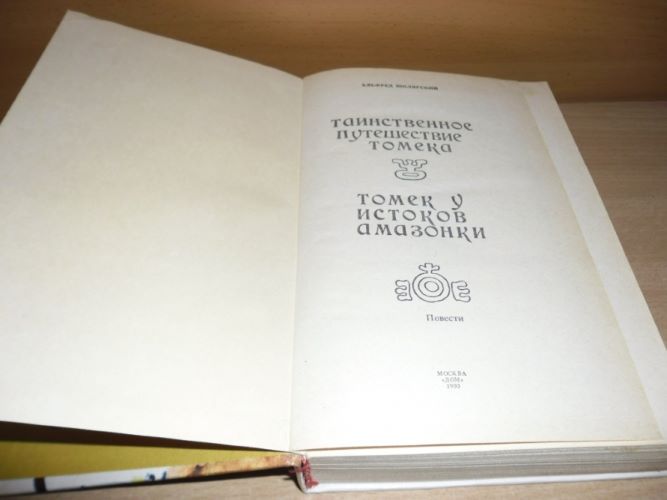 АЛЬФРЕД ШКЛЯРСКИЙ
ТАИНСТВЕННОЕ
ПУТЕШЕСТВИЕ
ТОМЕКА
ТОМЕК У
ИСТОКОВ
АМАЗОНКИ
Повести
МОСКВА
«ДОМ»
1993